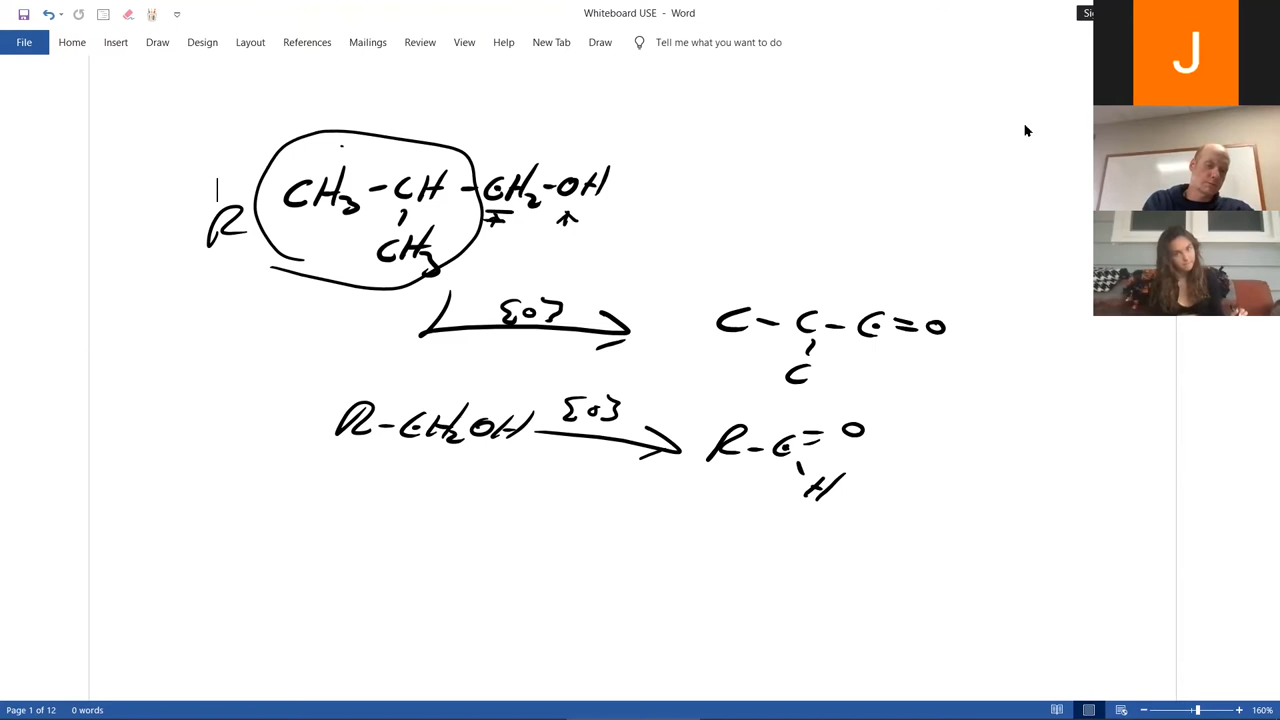 Whiteboard USE - Word
Si
File Home Insert Draw Design Layout References Mailings Review View Help New Tab Draw Tell me what you want to do
J
CH3 - CH - CH2 - OH
R
CH3
{o}
C - C - C = O
C
R - CH2OH {o} R - C = O
H
Page 1 of 12 0 words
160%